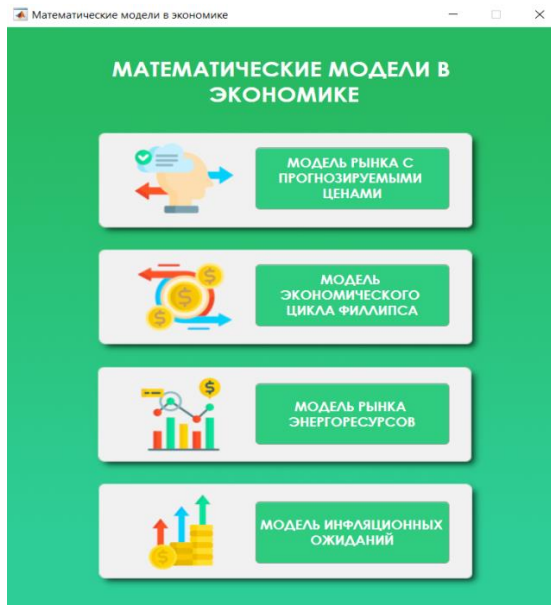 Математические модели в экономике
МАТЕМАТИЧЕСКИЕ МОДЕЛИ В
ЭКОНОМИКЕ
МОДЕЛЬ РЫНКА С
ПРОГНОЗИРУЕМЫМИ
ЦЕНАМИ
МОДЕЛЬ
ЭКОНОМИЧЕСКОГО
ЦИКЛА ФИЛЛИПСА
МОДЕЛЬ РЫНКА
ЭНЕРГОРЕСУРСОВ
МОДЕЛЬ ИНФЛЯЦИОННЫХ
ОЖИДАНИЙ